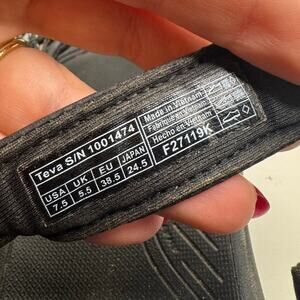 Teva S/N 1001474
USA UK EU JAPAN
7.5 5.5 38.5 24.5
Made in Vietnam
Fabriqué en Vietnam
Hecho en Vietnam
F27119K